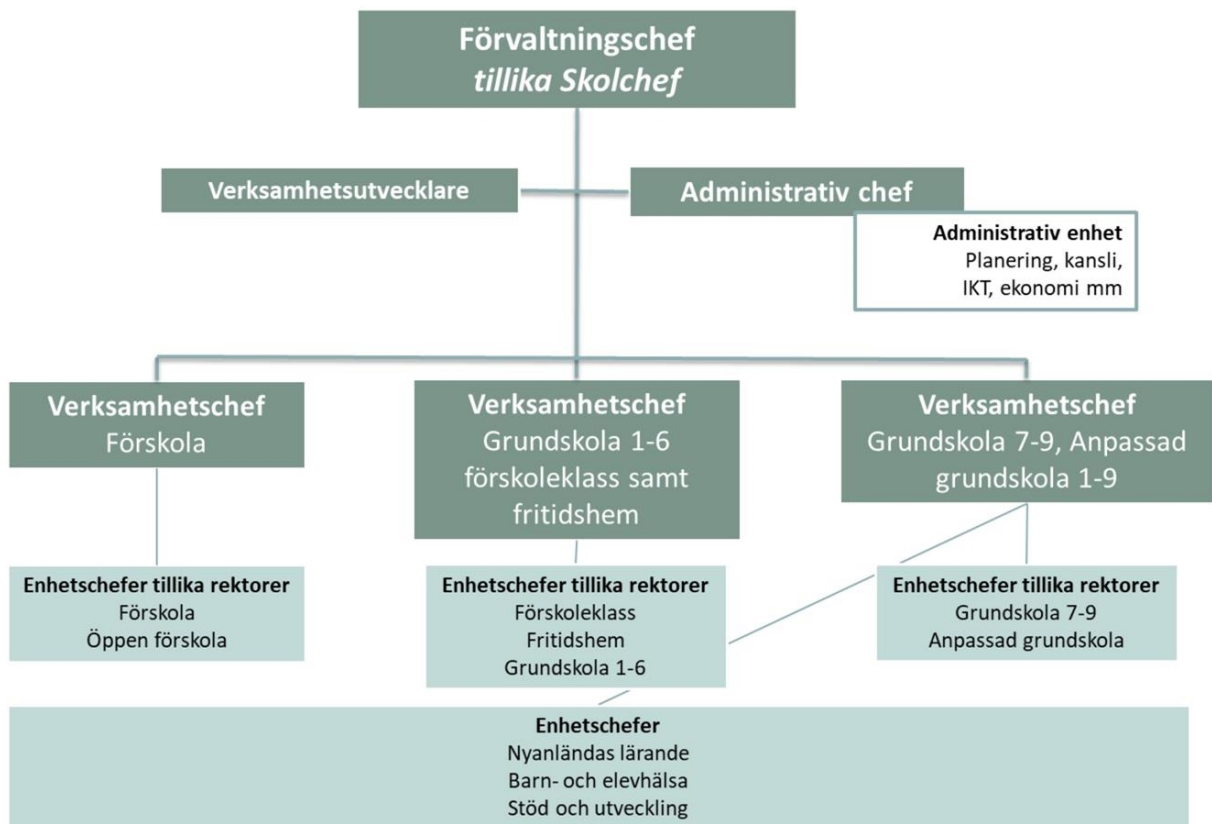 Förvaltningschef
tillika Skolchef
Verksamhetsutvecklare
Administrativ chef
Administrativ enhet
Planering, kansli,
IKT, ekonomi mm
Verksamhetschef
Förskola
Verksamhetschef
Grundskola 1-6
förskoleklass samt
fritidshem
Verksamhetschef
Grundskola 7-9, Anpassad
grundskola 1-9
Enhetschefer tillika rektorer
Förskola
Öppen förskola
Enhetschefer tillika rektorer
Förskoleklass
Fritidshem
Grundskola 1-6
Enhetschefer tillika rektorer
Grundskola 7-9
Anpassad grundskola
Enhetschefer
Nyanländas lärande
Barn- och elevhälsa
Stöd och utveckling